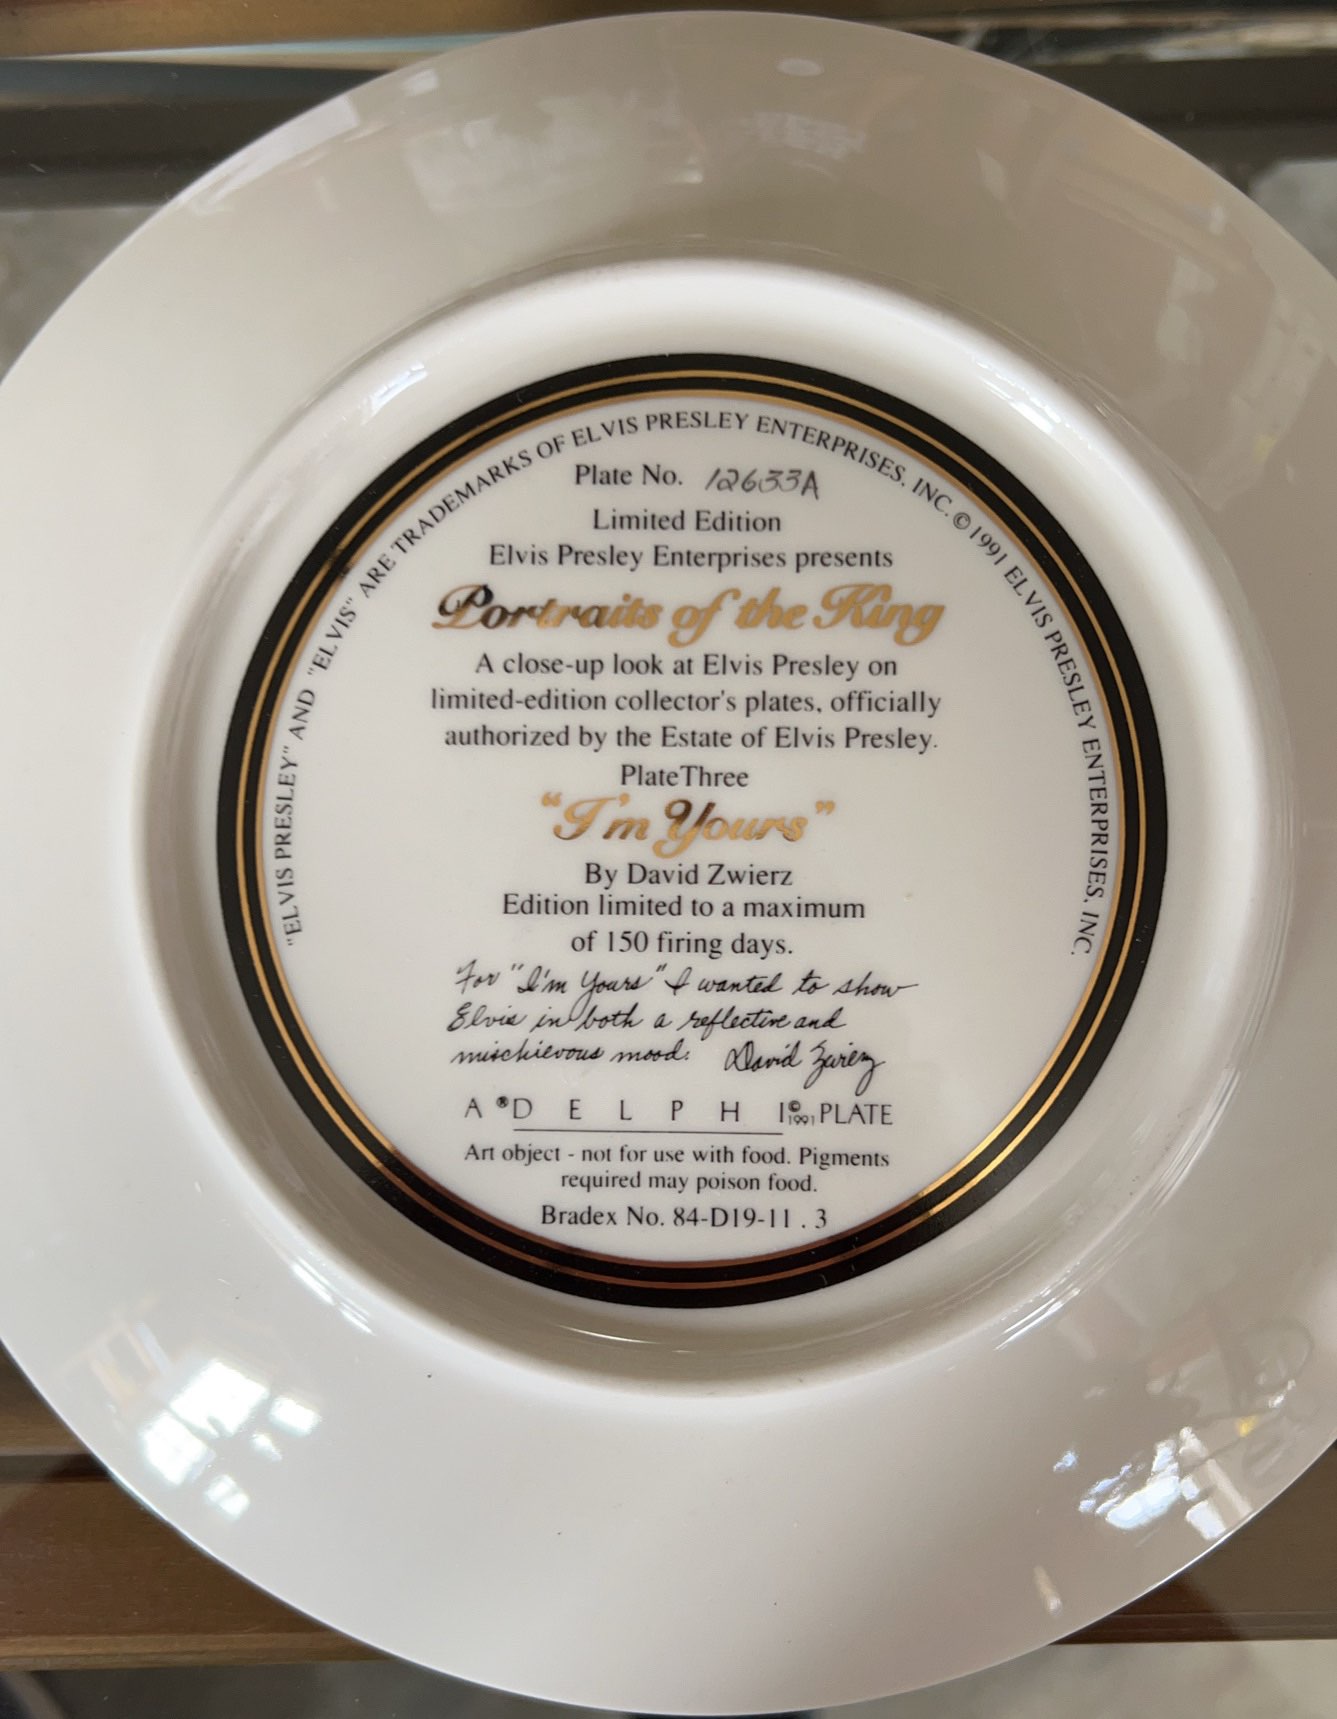 "ELVIS PRESLEY" AND "ELVIS" ARE TRADEMARKS OF ELVIS PRESLEY ENTERPRISES, INC. © 1991 ELVIS PRESLEY ENTERPRISES, INC.
Plate No. 12633A
Limited Edition
Elvis Presley Enterprises presents
Portraits of the King
A close-up look at Elvis Presley on
limited-edition collector's plates, officially
authorized by the Estate of Elvis Presley.
Plate Three
"I'm Yours"
By David Zwierz
Edition limited to a maximum
of 150 firing days.
For "I'm Yours" I wanted to show
Elvis in both a reflective and
mischievous mood. David Zwierz
A ®DELPHI ©1991 PLATE
Art object - not for use with food. Pigments
required may poison food.
Bradex No. 84-D19-11 . 3